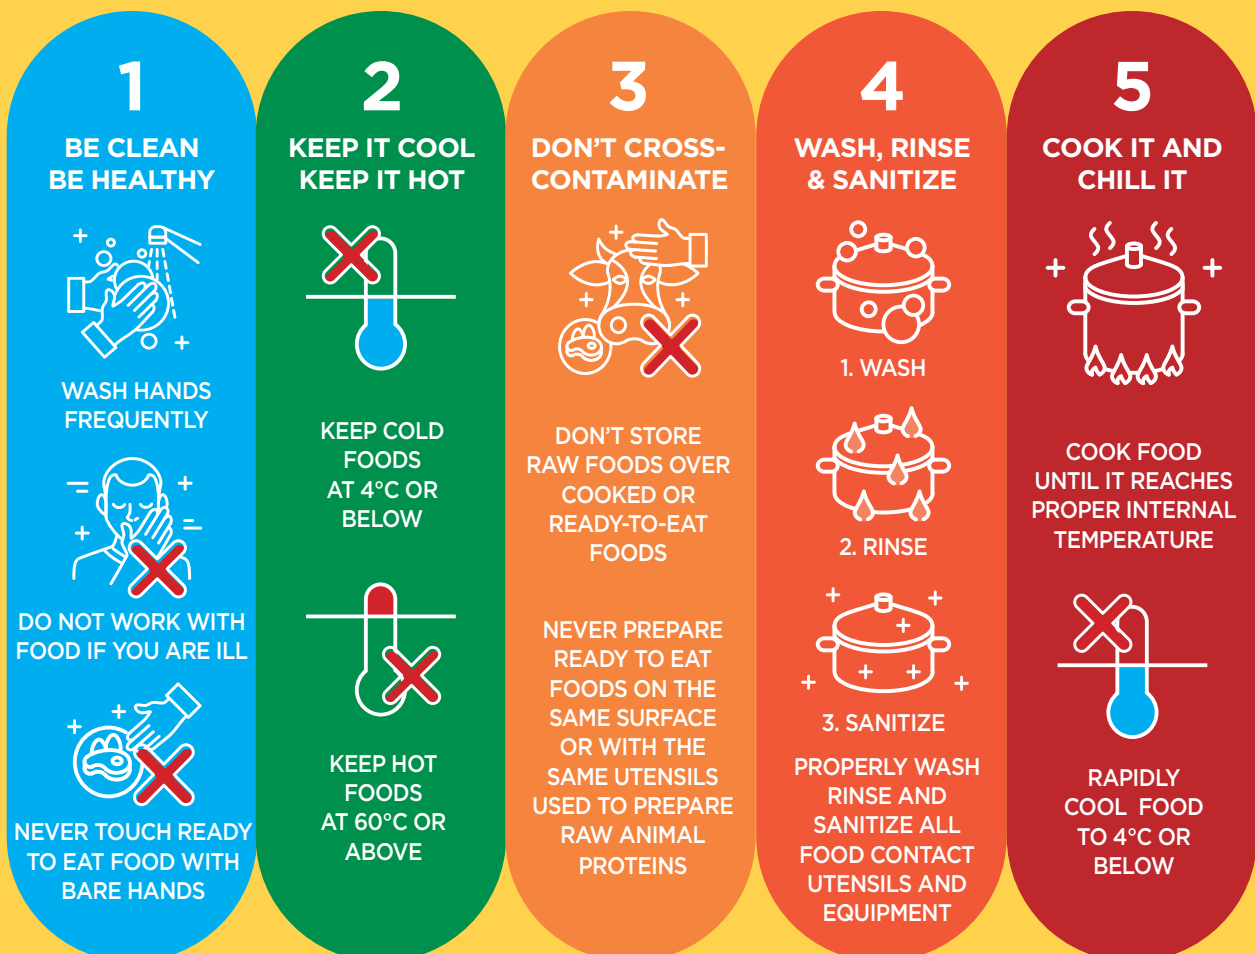 1
BE CLEAN
BE HEALTHY
WASH HANDS
FREQUENTLY
DO NOT WORK WITH
FOOD IF YOU ARE ILL
NEVER TOUCH READY
TO EAT FOOD WITH
BARE HANDS
2
KEEP IT COOL
KEEP IT HOT
KEEP COLD
FOODS
AT 4°C OR
BELOW
KEEP HOT
FOODS
AT 60°C OR
ABOVE
3
DON'T CROSS-
CONTAMINATE
DON'T STORE
RAW FOODS OVER
COOKED OR
READY-TO-EAT
FOODS
NEVER PREPARE
READY TO EAT
FOODS ON THE
SAME SURFACE
OR WITH THE
SAME UTENSILS
USED TO PREPARE
RAW ANIMAL
PROTEINS
4
WASH, RINSE
& SANITIZE
1. WASH
2. RINSE
3. SANITIZE
PROPERLY WASH
RINSE AND
SANITIZE ALL
FOOD CONTACT
UTENSILS AND
EQUIPMENT
5
COOK IT AND
CHILL IT
COOK FOOD
UNTIL IT REACHES
PROPER INTERNAL
TEMPERATURE
RAPIDLY
COOL FOOD
TO 4°C OR
BELOW